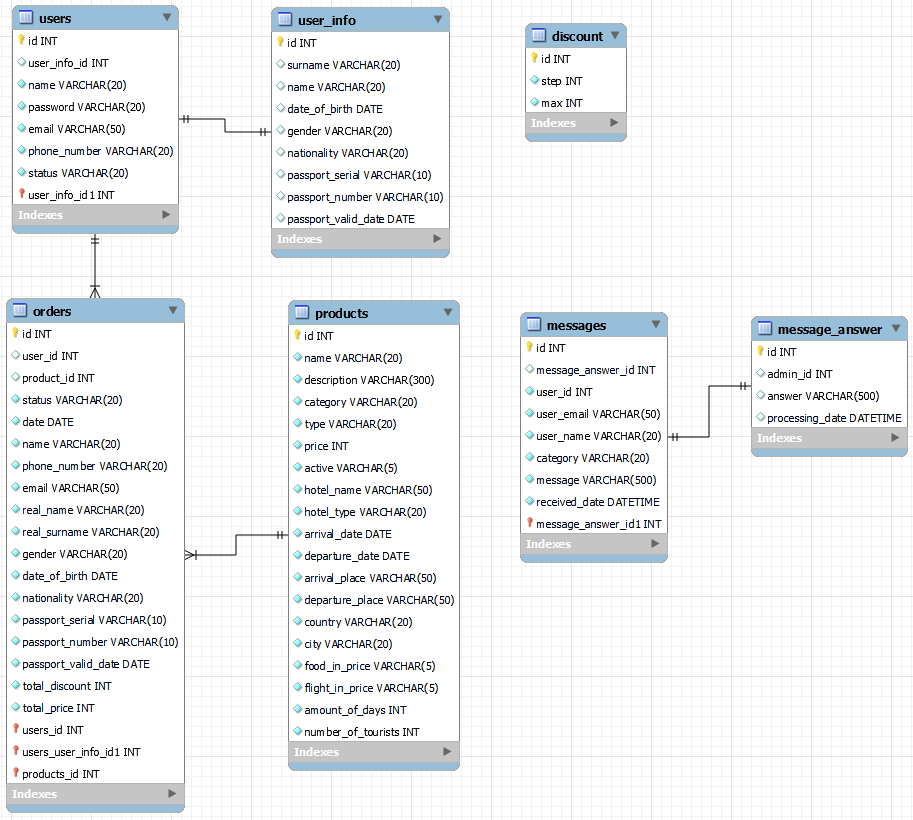 users
id INT
user_info_id INT
name VARCHAR(20)
password VARCHAR(20)
email VARCHAR(50)
phone_number VARCHAR(20)
status VARCHAR(20)
user_info_id1 INT
Indexes
user_info
id INT
surname VARCHAR(20)
name VARCHAR(20)
date_of_birth DATE
gender VARCHAR(20)
nationality VARCHAR(20)
passport_serial VARCHAR(10)
passport_number VARCHAR(10)
passport_valid_date DATE
Indexes
discount
id INT
step INT
max INT
Indexes
orders
id INT
user_id INT
product_id INT
status VARCHAR(20)
date DATE
name VARCHAR(20)
phone_number VARCHAR(20)
email VARCHAR(50)
real_name VARCHAR(20)
real_surname VARCHAR(20)
gender VARCHAR(20)
date_of_birth DATE
nationality VARCHAR(20)
passport_serial VARCHAR(10)
passport_number VARCHAR(10)
passport_valid_date DATE
total_discount INT
total_price INT
users_id INT
users_user_info_id1 INT
products_id INT
Indexes
products
id INT
name VARCHAR(20)
description VARCHAR(300)
category VARCHAR(20)
type VARCHAR(20)
price INT
active VARCHAR(5)
hotel_name VARCHAR(50)
hotel_type VARCHAR(20)
arrival_date DATE
departure_date DATE
arrival_place VARCHAR(50)
departure_place VARCHAR(50)
country VARCHAR(20)
city VARCHAR(20)
food_in_price VARCHAR(5)
flight_in_price VARCHAR(5)
amount_of_days INT
number_of_tourists INT
Indexes
messages
id INT
message_answer_id INT
user_id INT
user_email VARCHAR(50)
user_name VARCHAR(20)
category VARCHAR(20)
message VARCHAR(500)
received_date DATETIME
message_answer_id1 INT
Indexes
message_answer
id INT
admin_id INT
answer VARCHAR(500)
processing_date DATETIME
Indexes